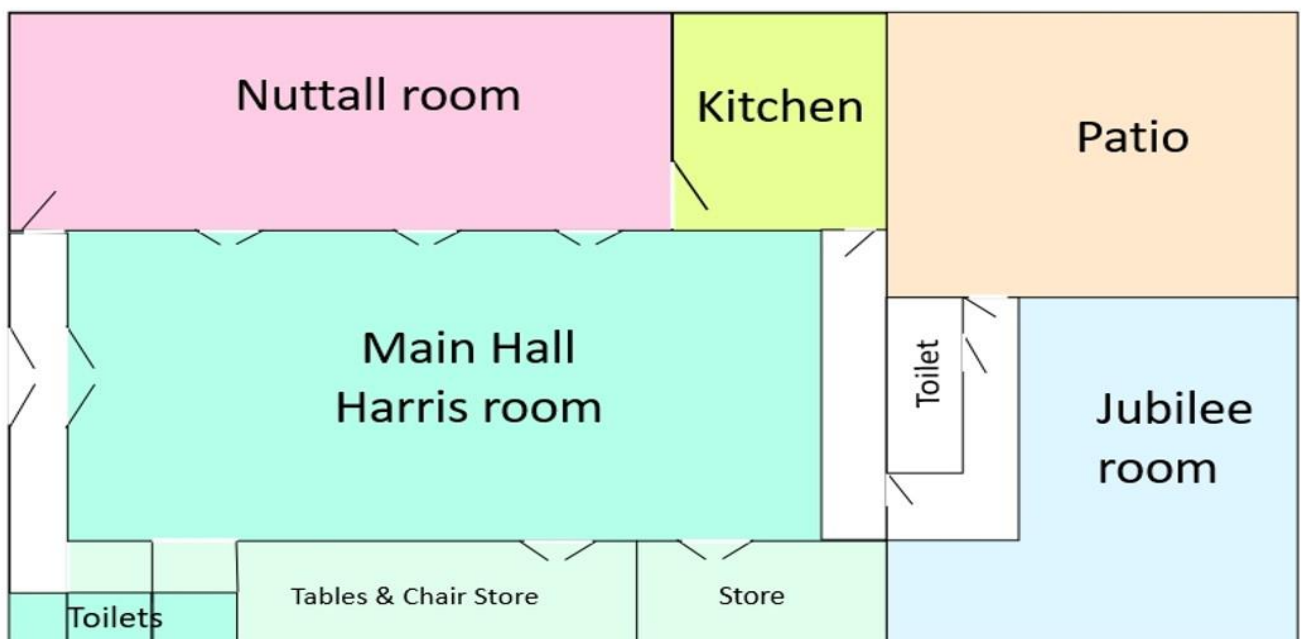 Nuttall room
Kitchen
Patio
Main Hall
Harris room
Toilet
Jubilee
room
Tables & Chair Store
Store
Toilets